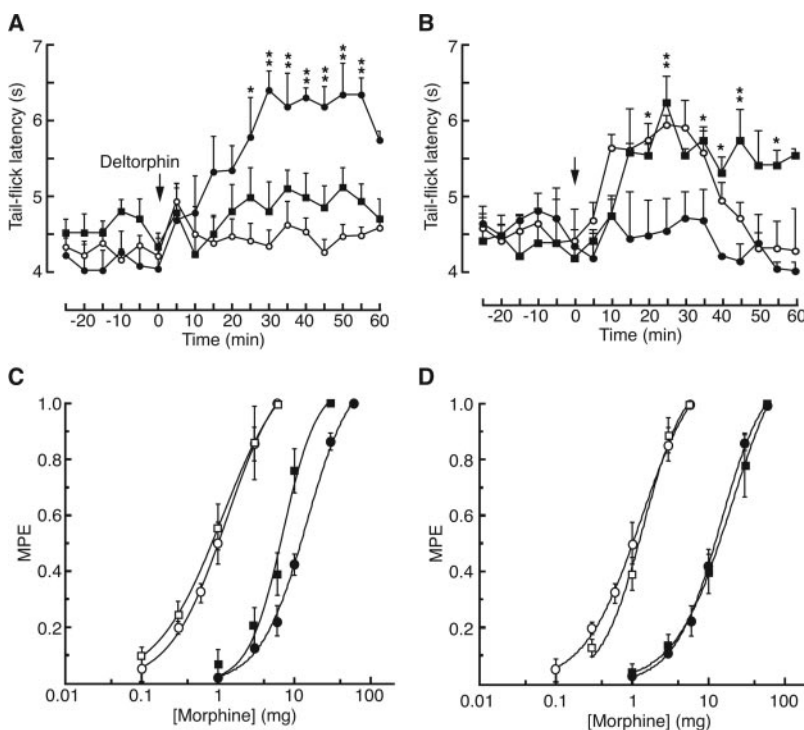 A
B
7
6
5
4
Tail-flick latency (s)
Deltorphin
* ** ** ** ** ** ** **
-20 -10 0 10 20 30 40 50 60
Time (min)
7
6
5
4
Tail-flick latency (s)
* ** * * ** *
-20 -10 0 10 20 30 40 50 60
Time (min)
C
D
1.0
0.8
0.6
0.4
0.2
MPE
0.01 0.1 1 10 100
[Morphine] (mg)
1.0
0.8
0.6
0.4
0.2
MPE
0.01 0.1 1 10 100
[Morphine] (mg)